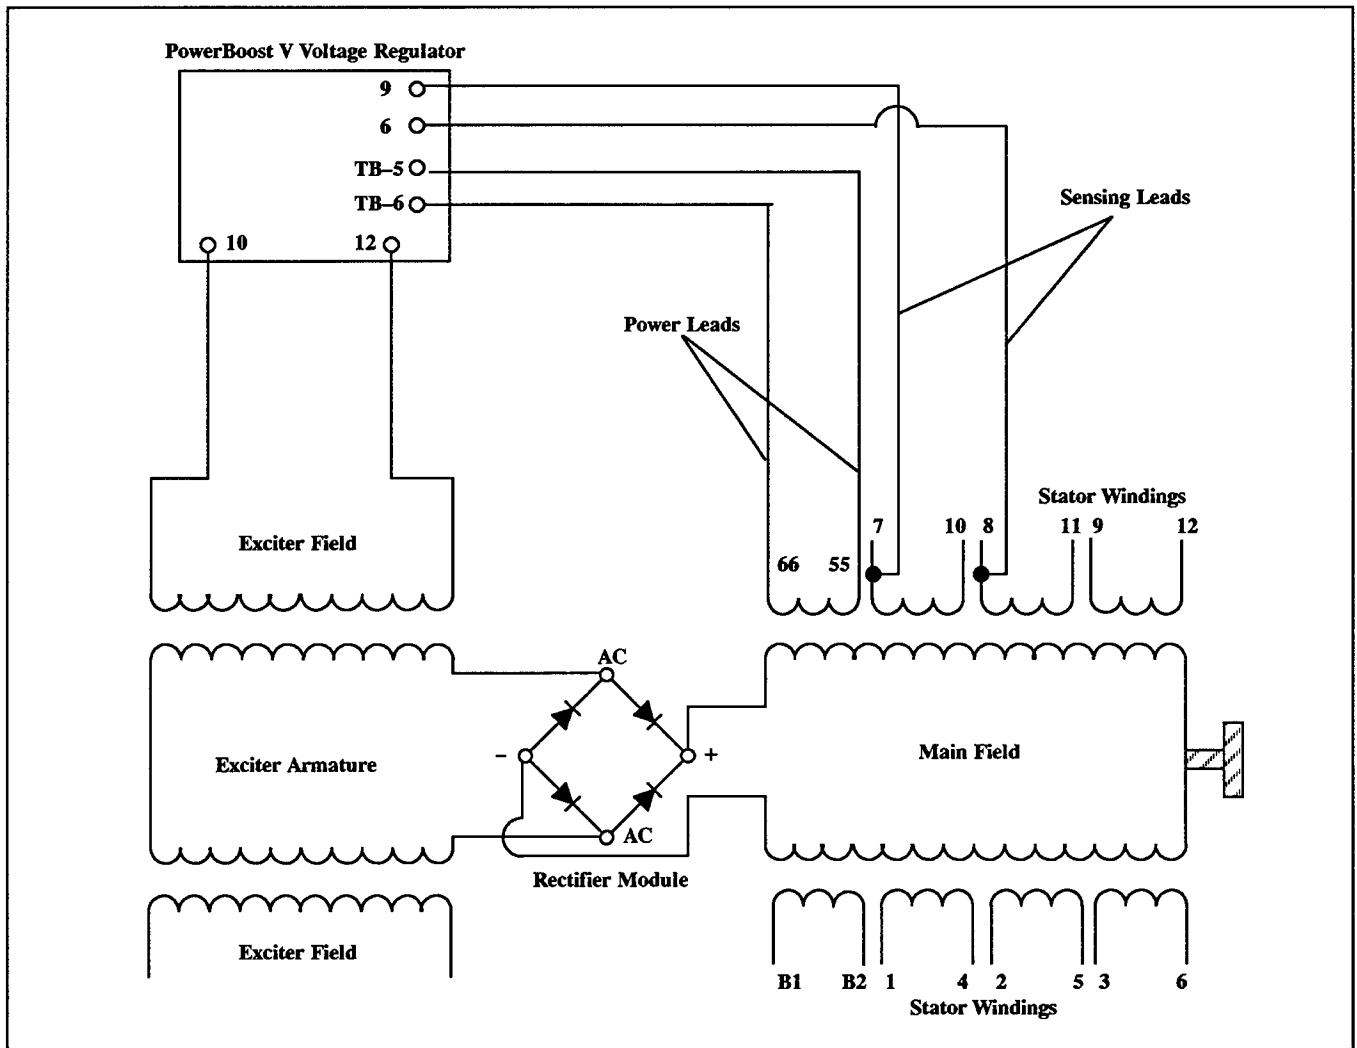 PowerBoost V Voltage Regulator
9
6
TB–5
TB–6
10
12
Sensing Leads
Power Leads
Stator Windings
7
10
8
11
9
12
66
55
Exciter Field
AC
–
+
Exciter Armature
Main Field
AC
Rectifier Module
Exciter Field
B1
B2
1
4
2
5
3
6
Stator Windings